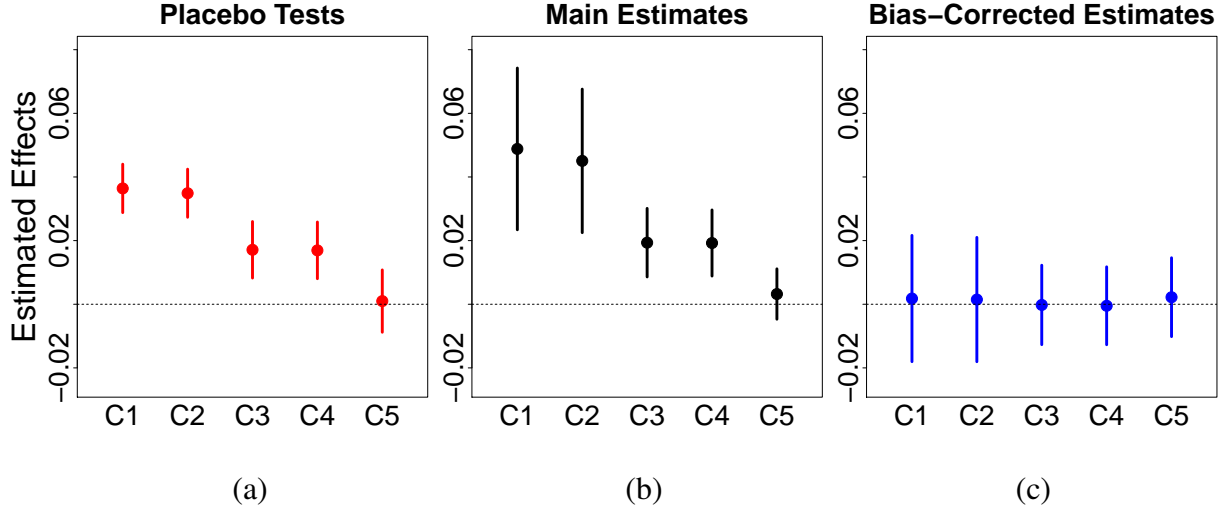 Placebo Tests
Main Estimates
Bias−Corrected Estimates
Estimated Effects
−0.02
0.02
0.06
C1 C2 C3 C4 C5
−0.02
0.02
0.06
C1 C2 C3 C4 C5
−0.02
0.02
0.06
C1 C2 C3 C4 C5
(a)
(b)
(c)